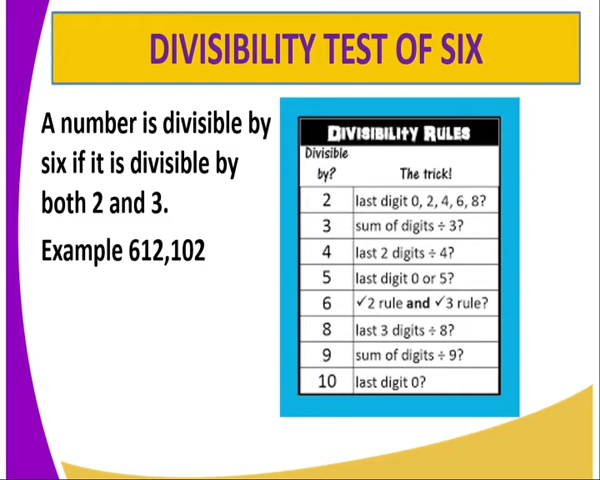 DIVISIBILITY TEST OF SIX
A number is divisible by
six if it is divisible by
both 2 and 3.
Example 612,102
DIVISIBILITY RULES
Divisible
by? The trick!
2 last digit 0, 2, 4, 6, 8?
3 sum of digits ÷ 3?
4 last 2 digits ÷ 4?
5 last digit 0 or 5?
6 ✓2 rule and ✓3 rule?
8 last 3 digits ÷ 8?
9 sum of digits ÷ 9?
10 last digit 0?